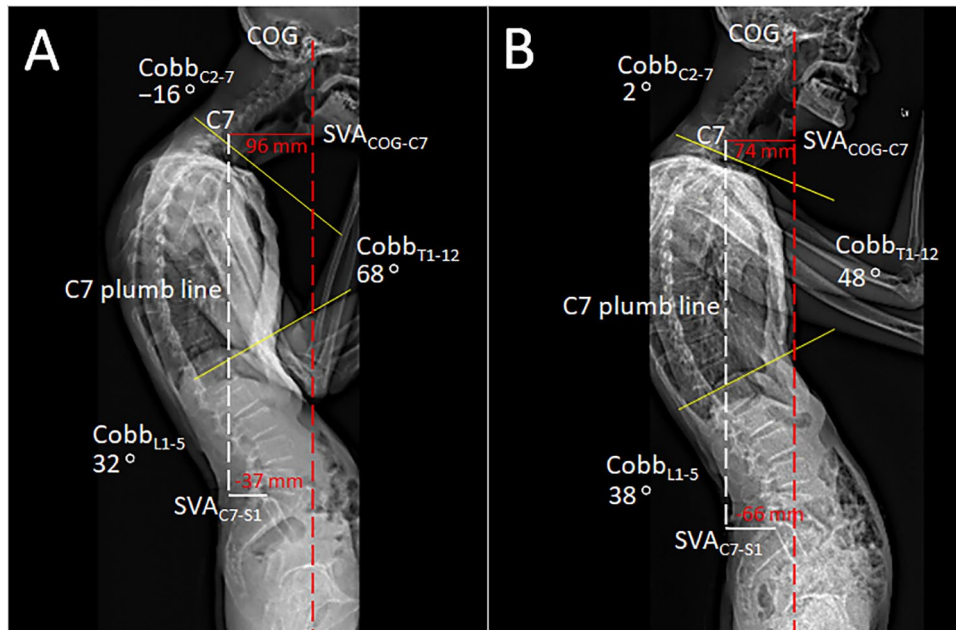 A
COG
Cobb C2-7
−16°
C7
96 mm
SVA COG-C7
Cobb T1-12
68°
C7 plumb line
Cobb L1-5
32°
-37 mm
SVA C7-S1
B
COG
Cobb C2-7
2°
C7
74 mm
SVA COG-C7
Cobb T1-12
48°
C7 plumb line
Cobb L1-5
38°
-66 mm
SVA C7-S1